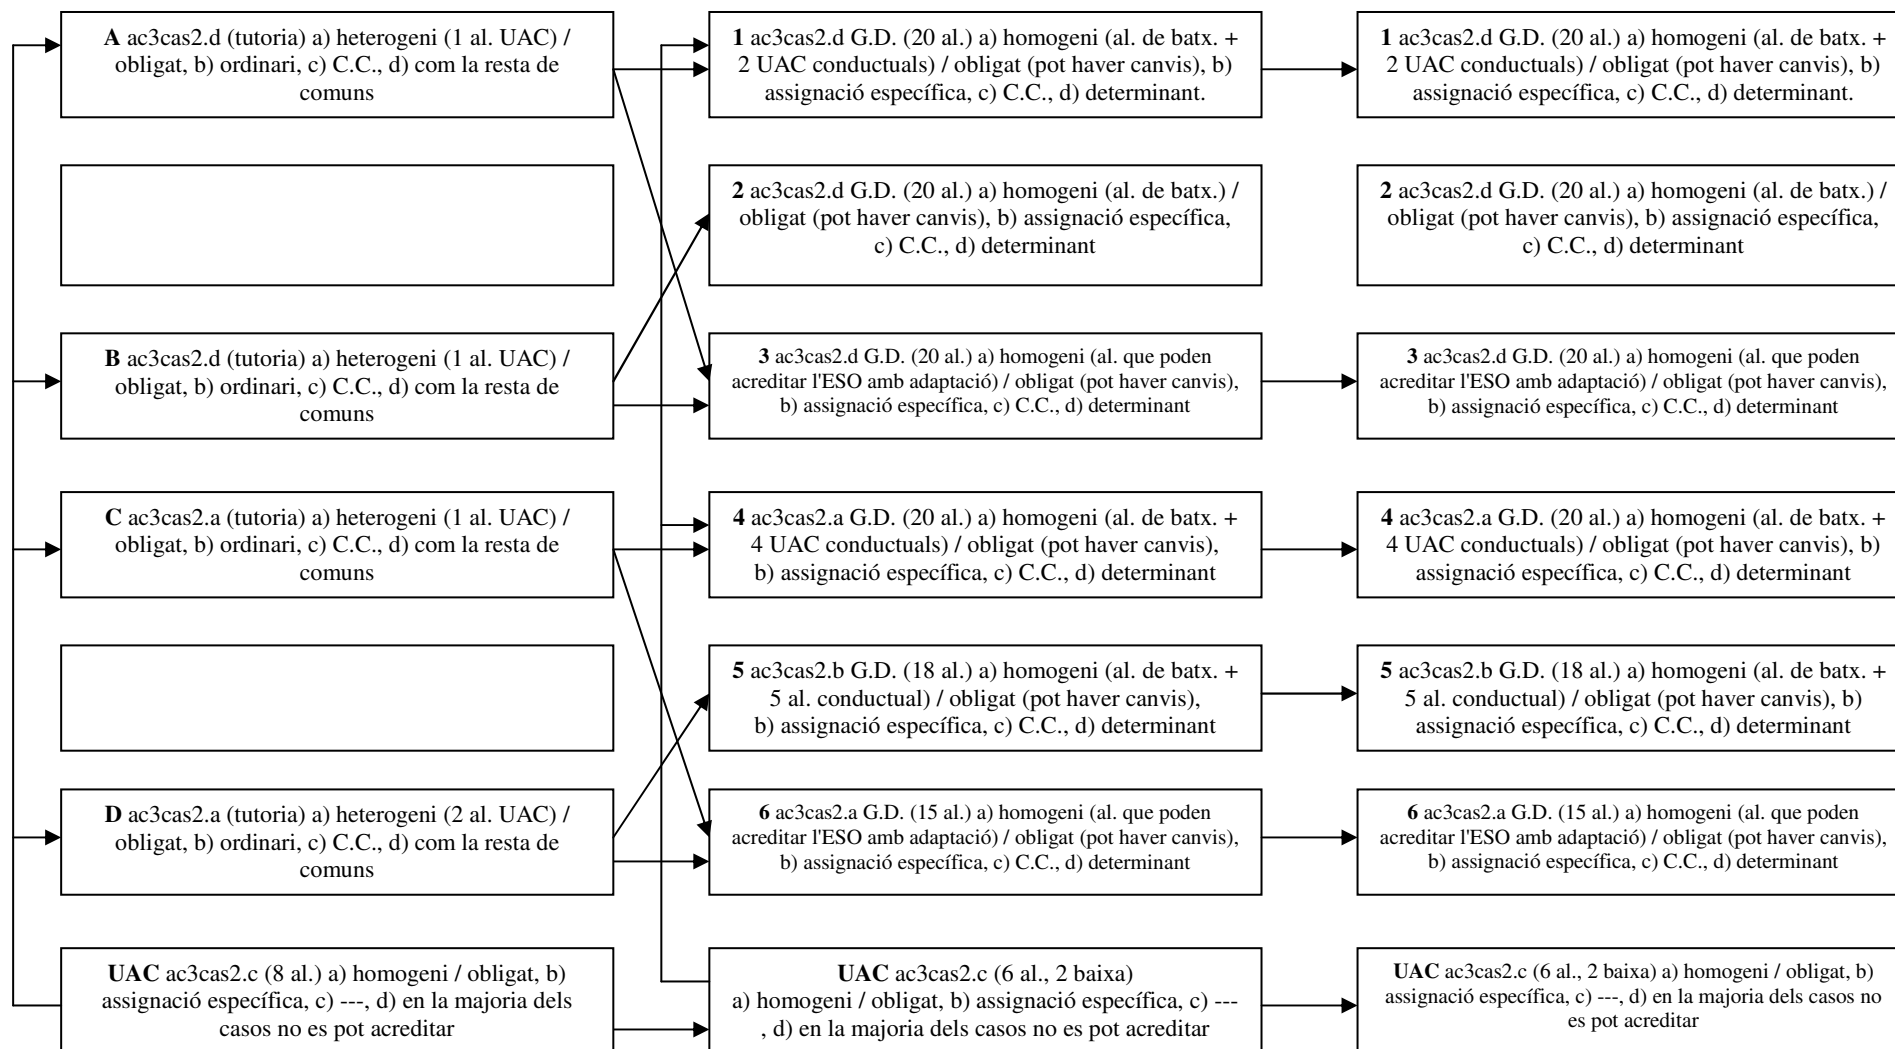 A ac3cas2.d (tutoria) a) heterogeni (1 al. UAC) /
obligat, b) ordinari, c) C.C., d) com la resta de
comuns
B ac3cas2.d (tutoria) a) heterogeni (1 al. UAC) /
obligat, b) ordinari, c) C.C., d) com la resta de
comuns
C ac3cas2.a (tutoria) a) heterogeni (1 al. UAC) /
obligat, b) ordinari, c) C.C., d) com la resta de
comuns
D ac3cas2.a (tutoria) a) heterogeni (2 al. UAC) /
obligat, b) ordinari, c) C.C., d) com la resta de
comuns
UAC ac3cas2.c (8 al.) a) homogeni / obligat, b)
assignació específica, c) ---, d) en la majoria dels
casos no es pot acreditar
1 ac3cas2.d G.D. (20 al.) a) homogeni (al. de batx. +
2 UAC conductuals) / obligat (pot haver canvis), b)
assignació específica, c) C.C., d) determinant.
2 ac3cas2.d G.D. (20 al.) a) homogeni (al. de batx.) /
obligat (pot haver canvis), b) assignació específica,
c) C.C., d) determinant
3 ac3cas2.d G.D. (20 al.) a) homogeni (al. que poden
acreditar l'ESO amb adaptació) / obligat (pot haver canvis),
b) assignació específica, c) C.C., d) determinant
4 ac3cas2.a G.D. (20 al.) a) homogeni (al. de batx. +
4 UAC conductuals) / obligat (pot haver canvis),
b) assignació específica, c) C.C., d) determinant
5 ac3cas2.b G.D. (18 al.) a) homogeni (al. de batx. +
5 al. conductual) / obligat (pot haver canvis),
b) assignació específica, c) C.C., d) determinant
6 ac3cas2.a G.D. (15 al.) a) homogeni (al. que poden
acreditar l'ESO amb adaptació) / obligat (pot haver canvis),
b) assignació específica, c) C.C., d) determinant
UAC ac3cas2.c (6 al., 2 baixa)
a) homogeni / obligat, b) assignació específica, c) ---
, d) en la majoria dels casos no es pot acreditar
1 ac3cas2.d G.D. (20 al.) a) homogeni (al. de batx. +
2 UAC conductuals) / obligat (pot haver canvis), b)
assignació específica, c) C.C., d) determinant.
2 ac3cas2.d G.D. (20 al.) a) homogeni (al. de batx.) /
obligat (pot haver canvis), b) assignació específica,
c) C.C., d) determinant
3 ac3cas2.d G.D. (20 al.) a) homogeni (al. que poden
acreditar l'ESO amb adaptació) / obligat (pot haver canvis),
b) assignació específica, c) C.C., d) determinant
4 ac3cas2.a G.D. (20 al.) a) homogeni (al. de batx. +
4 UAC conductuals) / obligat (pot haver canvis), b)
assignació específica, c) C.C., d) determinant
5 ac3cas2.b G.D. (18 al.) a) homogeni (al. de batx. +
5 al. conductual) / obligat (pot haver canvis), b)
assignació específica, c) C.C., d) determinant
6 ac3cas2.a G.D. (15 al.) a) homogeni (al. que poden
acreditar l'ESO amb adaptació) / obligat (pot haver canvis),
b) assignació específica, c) C.C., d) determinant
UAC ac3cas2.c (6 al., 2 baixa) a) homogeni / obligat, b)
assignació específica, c) ---, d) en la majoria dels casos no
es pot acreditar